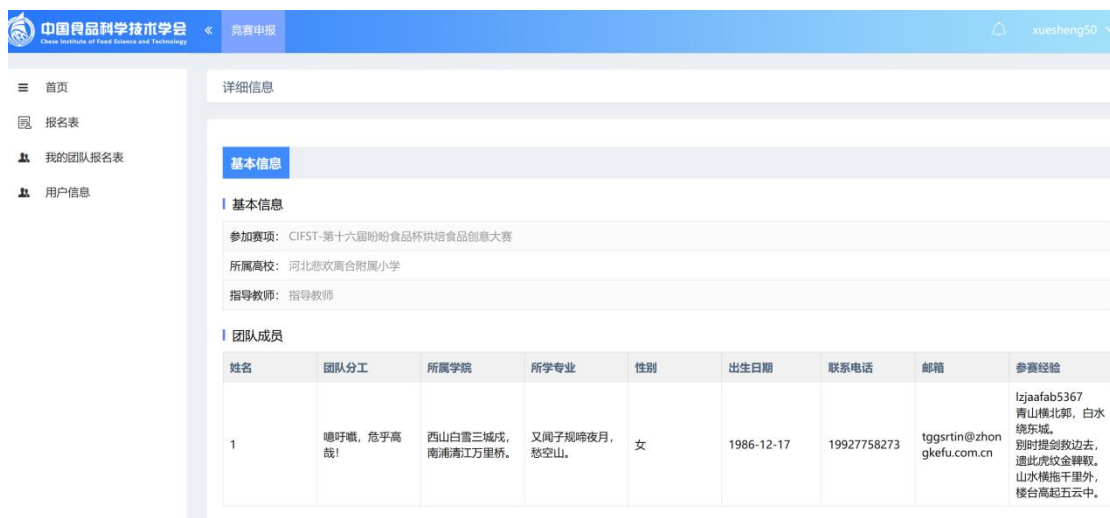 中国食品科学技术学会
Chese Institute of Food Science and Technology
« 竞赛申报
xuesheng50
首页
报名表
我的团队报名表
用户信息
详细信息
基本信息
基本信息
参加赛项： CIFST-第十六届盼盼食品杯烘焙食品创意大赛
所属高校： 河北悲欢离合附属小学
指导教师： 指导教师
团队成员
姓名 团队分工 所属学院 所学专业 性别 出生日期 联系电话 邮箱 参赛经验
1
噫吁嚱，危乎高
哉！
西山白雪三城戍，
南浦清江万里桥。
又闻子规啼夜月，
愁空山。
女
1986-12-17
19927758273
tggsrtin@zhon
gkefu.com.cn
lzjaafab5367
青山横北郭，白水
绕东城。
别时提剑救边去，
遗此虎纹金鞞靫。
山水横拖千里外，
楼台高起五云中。